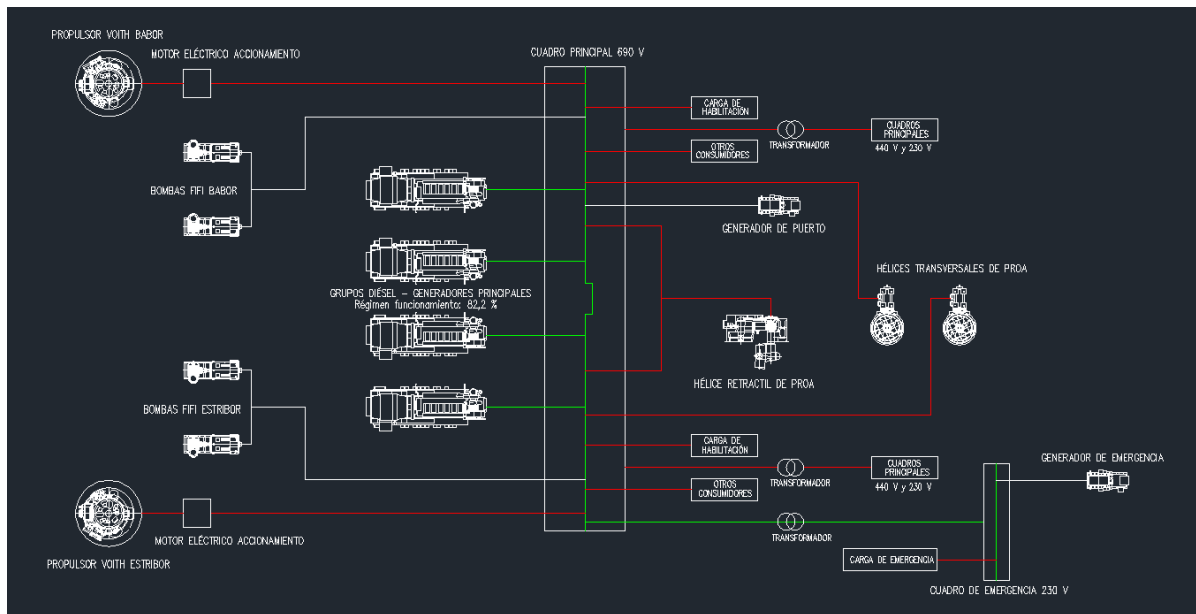 PROPULSOR VOITH BABOR
MOTOR ELÉCTRICO ACCIONAMIENTO
CUADRO PRINCIPAL 690 V
CARGA DE
HABILITACIÓN
TRANSFORMADOR
CUADROS
PRINCIPALES
440 V y 230 V
OTROS
CONSUMIDORES
BOMBAS FIFI BABOR
GENERADOR DE PUERTO
HÉLICES TRANSVERSALES DE PROA
GRUPOS DIÉSEL – GENERADORES PRINCIPALES
Régimen funcionamiento: 82,2 %
HÉLICE RETRACTIL DE PROA
BOMBAS FIFI ESTRIBOR
CARGA DE
HABILITACIÓN
TRANSFORMADOR
CUADROS
PRINCIPALES
440 V y 230 V
OTROS
CONSUMIDORES
GENERADOR DE EMERGENCIA
MOTOR ELÉCTRICO ACCIONAMIENTO
TRANSFORMADOR
PROPULSOR VOITH ESTRIBOR
CARGA DE EMERGENCIA
CUADRO DE EMERGENCIA 230 V